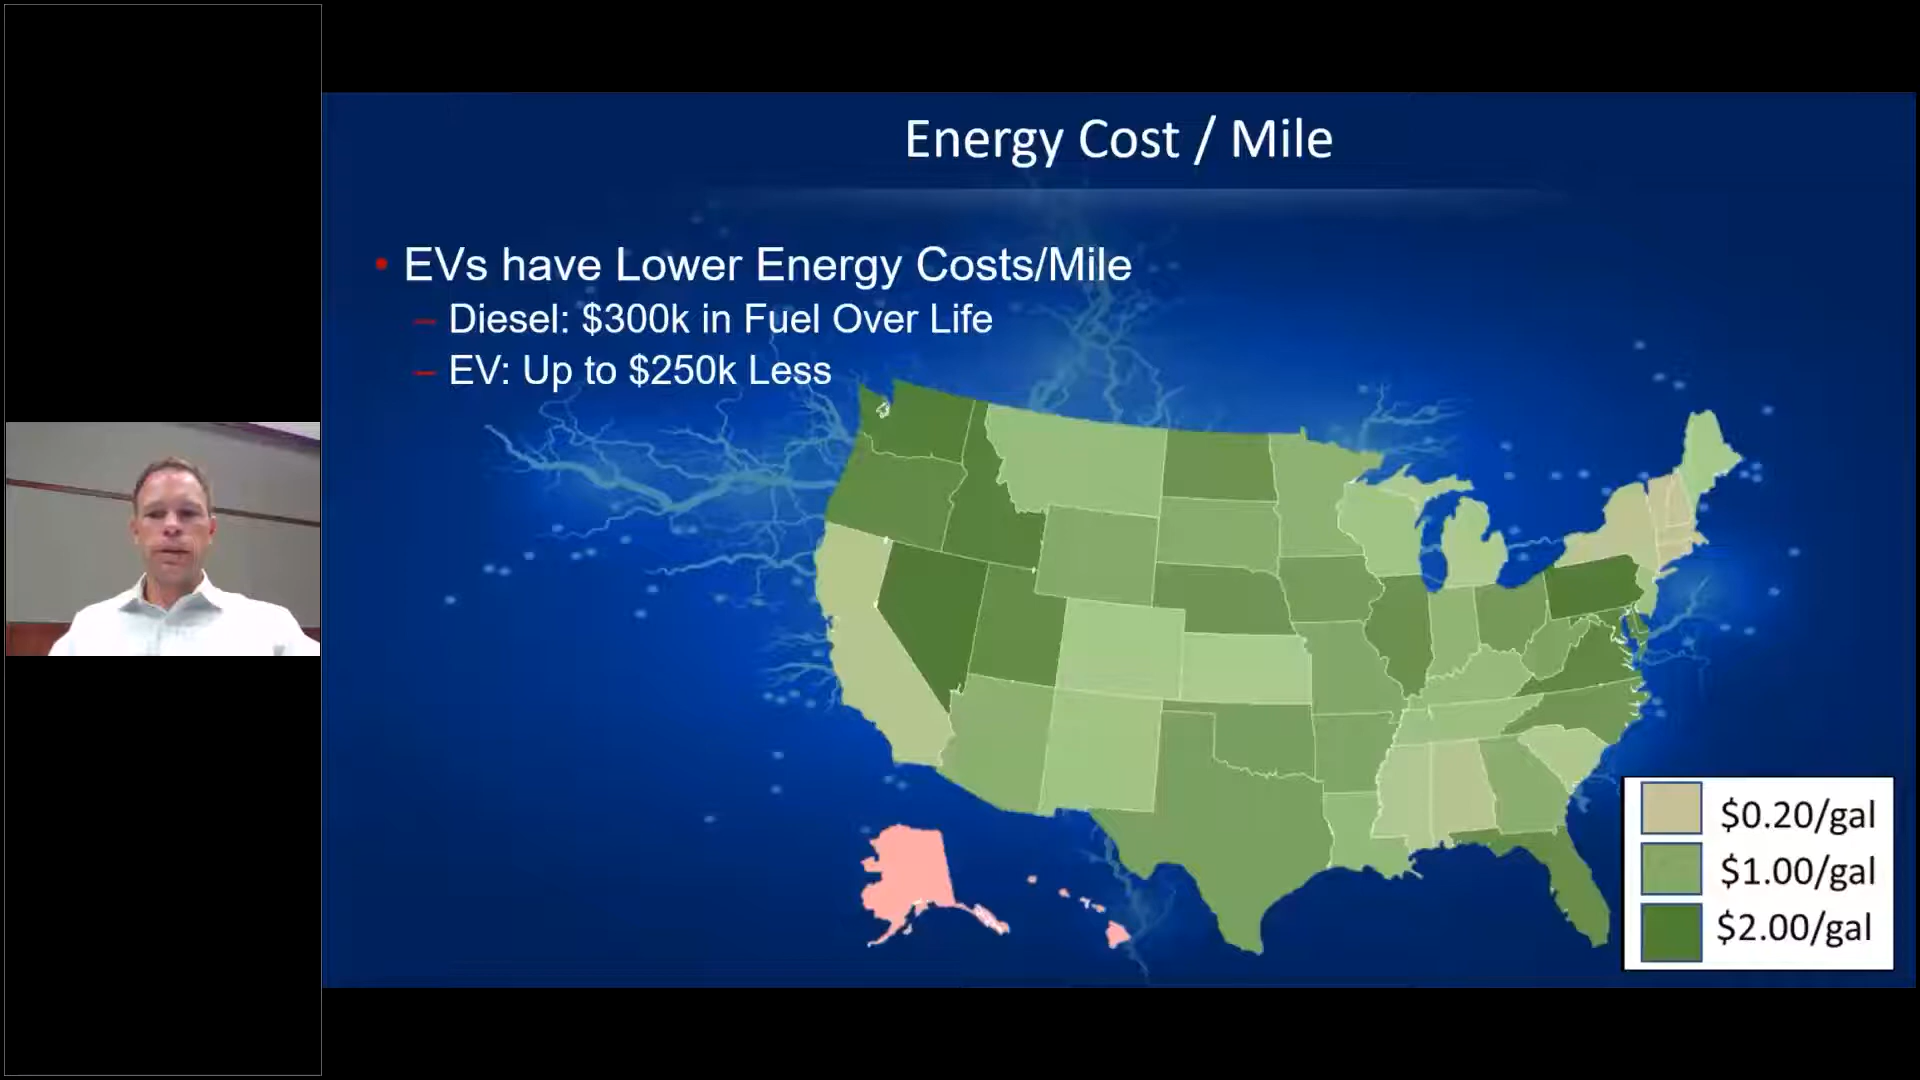 Energy Cost / Mile
• EVs have Lower Energy Costs/Mile
– Diesel: $300k in Fuel Over Life
– EV: Up to $250k Less
$0.20/gal
$1.00/gal
$2.00/gal